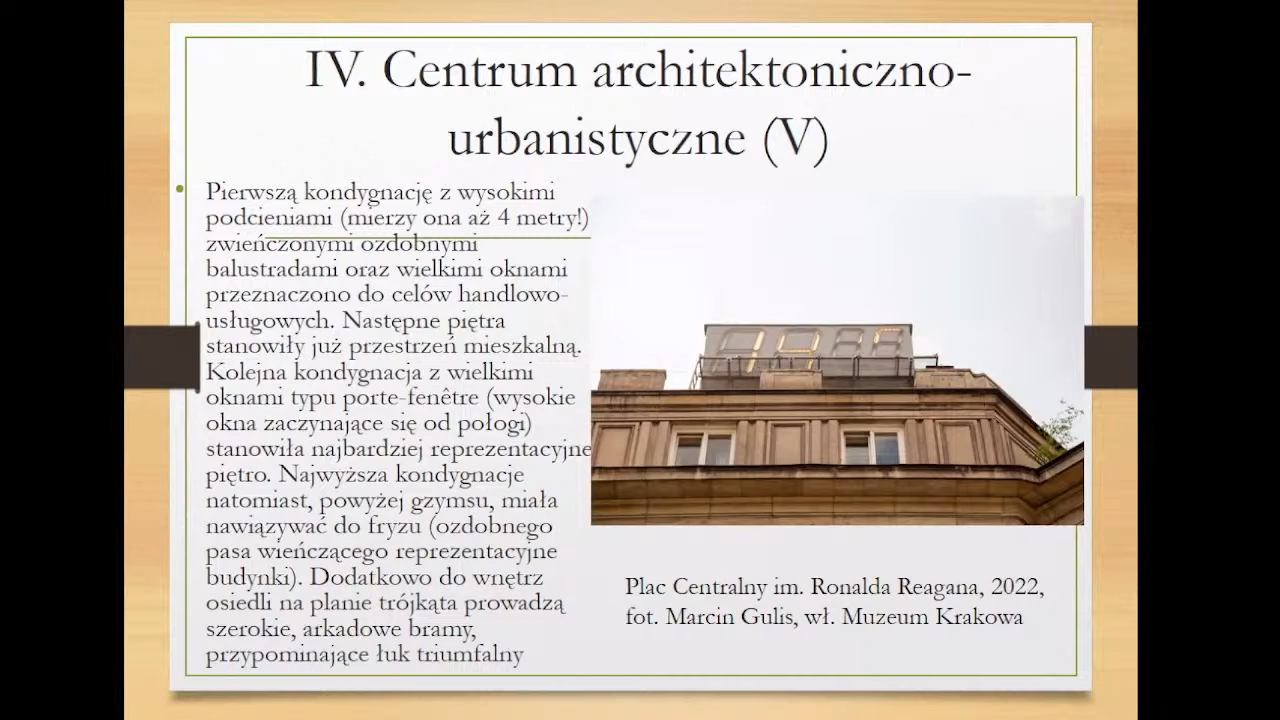 IV. Centrum architektoniczno-
urbanistyczne (V)
Pierwszą kondygnację z wysokimi
podcieniami (mierzy ona aż 4 metry!)
zwieńczonymi ozdobnymi
balustradami oraz wielkimi oknami
przeznaczono do celów handlowo-
usługowych. Następne piętra
stanowiły już przestrzeń mieszkalną.
Kolejna kondygnacja z wielkimi
oknami typu porte-fenêtre (wysokie
okna zaczynające się od połogi)
stanowiła najbardziej reprezentacyjne
piętro. Najwyższa kondygnacje
natomiast, powyżej gzymsu, miała
nawiązywać do fryzu (ozdobnego
pasa wieńczącego reprezentacyjne
budynki). Dodatkowo do wnętrz
osiedli na planie trójkąta prowadzą
szerokie, arkadowe bramy,
przypominające łuk triumfalny
Plac Centralny im. Ronalda Reagana, 2022,
fot. Marcin Gulis, wł. Muzeum Krakowa